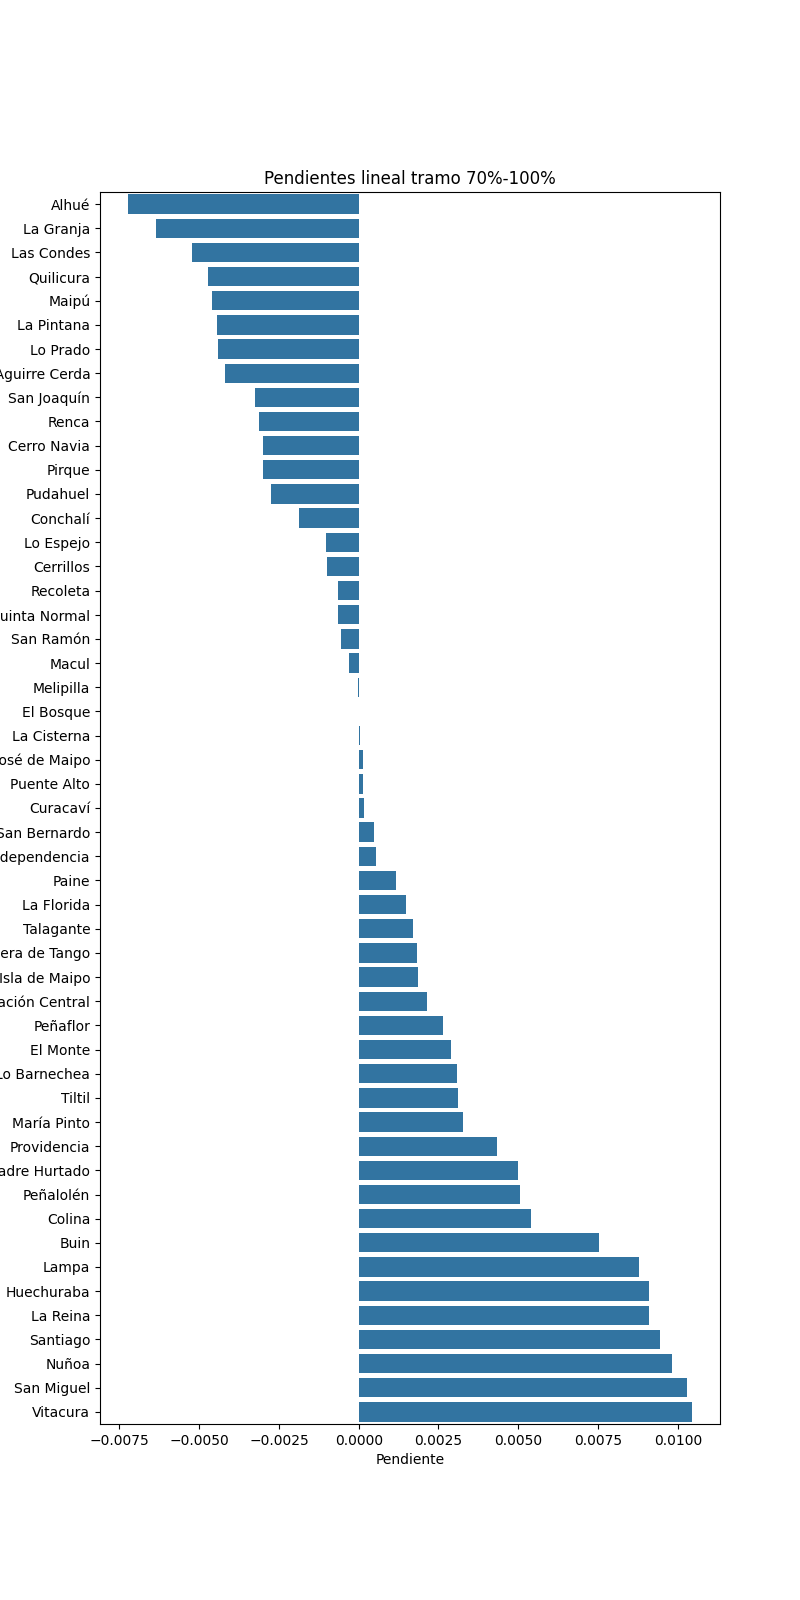 Pendientes lineal tramo 70%-100%
Alhué
La Granja
Las Condes
Quilicura
Maipú
La Pintana
Lo Prado
Aguirre Cerda
San Joaquín
Renca
Cerro Navia
Pirque
Pudahuel
Conchalí
Lo Espejo
Cerrillos
Recoleta
uinta Normal
San Ramón
Macul
Melipilla
El Bosque
La Cisterna
osé de Maipo
Puente Alto
Curacaví
San Bernardo
dependencia
Paine
La Florida
Talagante
era de Tango
Isla de Maipo
ación Central
Peñaflor
El Monte
Lo Barnechea
Tiltil
María Pinto
Providencia
adre Hurtado
Peñalolén
Colina
Buin
Lampa
Huechuraba
La Reina
Santiago
Nuñoa
San Miguel
Vitacura
−0.0075 −0.0050 −0.0025 0.0000 0.0025 0.0050 0.0075 0.0100
Pendiente